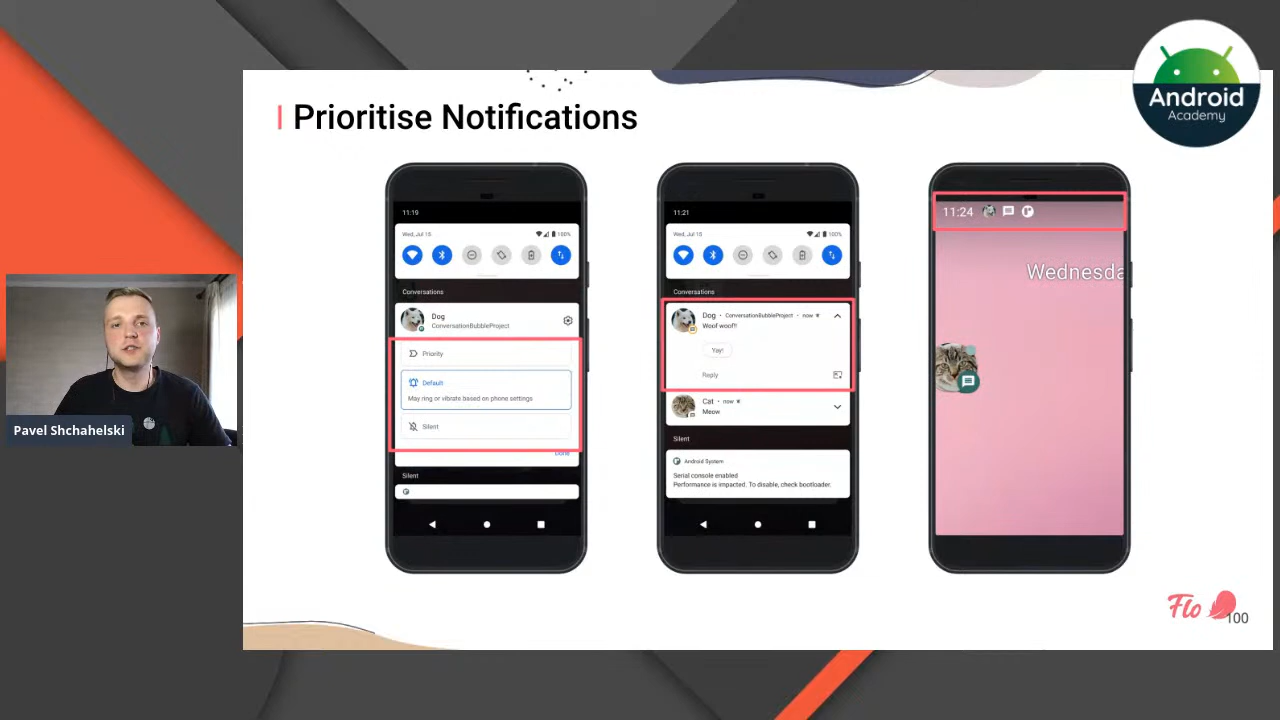 Prioritise Notifications
Android
Academy
11:19
Wed, Jul 15
100%
Conversations
Dog
ConversationBubbleProject
Priority
Default
May ring or vibrate based on phone settings
Silent
Done
Silent
11:21
Wed, Jul 15
100%
Conversations
Dog • ConversationBubbleProject • now
Woof woof!!
Yay!
Reply
Cat • now
Meow
Silent
Android System
Serial console enabled
Performance is impacted. To disable, check bootloader.
11:24
Wednesda
Pavel Shchahelski
Flo
100